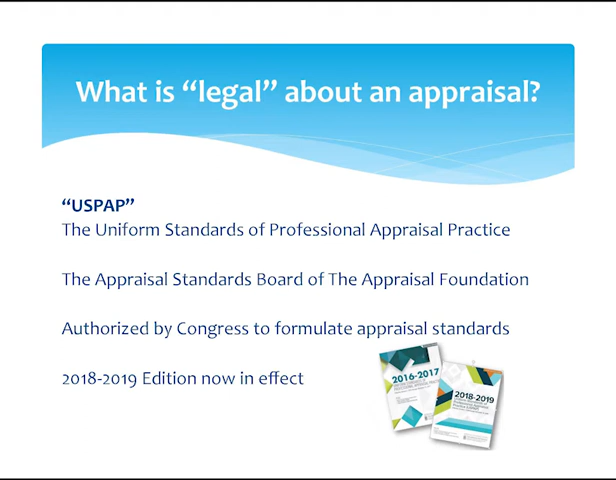 What is “legal” about an appraisal?
“USPAP”
The Uniform Standards of Professional Appraisal Practice
The Appraisal Standards Board of The Appraisal Foundation
Authorized by Congress to formulate appraisal standards
2018-2019 Edition now in effect
2016-2017
2018-2019